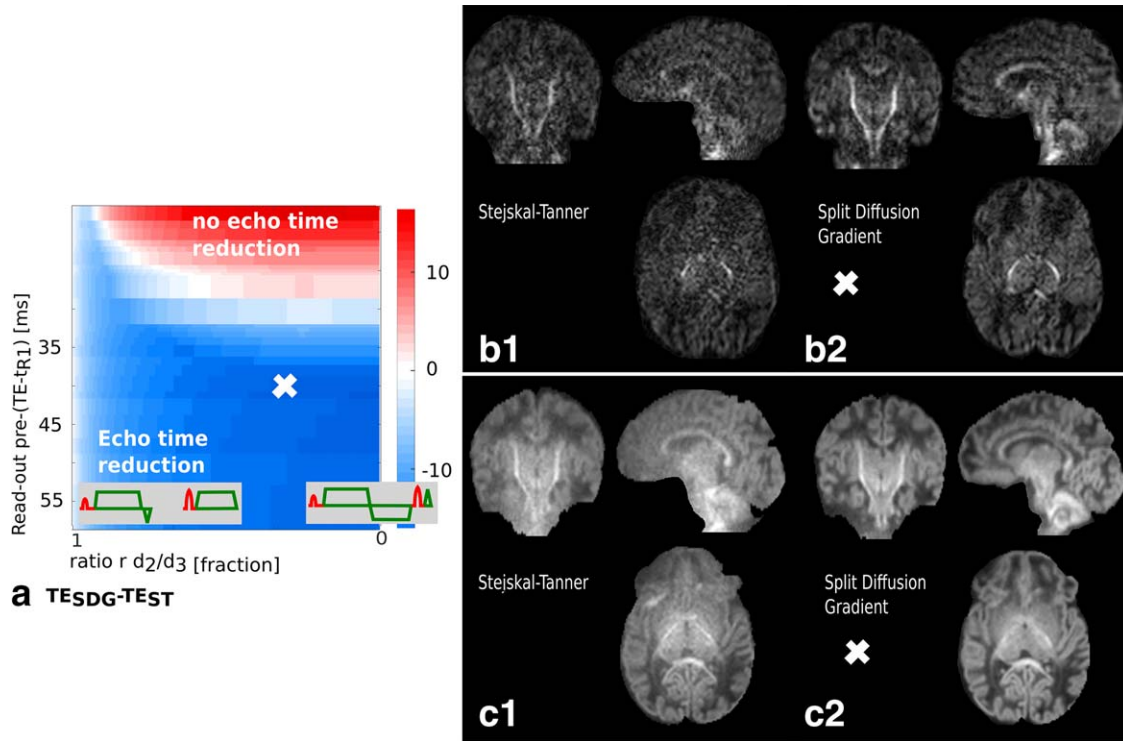 no echo time
reduction
10
0
-10
Read-out pre-(TE-tR1) [ms]
35
45
55
Echo time
reduction
1
0
ratio r d2/d3 [fraction]
a TESDG-TEST
Stejskal-Tanner
b1
Split Diffusion
Gradient
b2
Stejskal-Tanner
c1
Split Diffusion
Gradient
c2